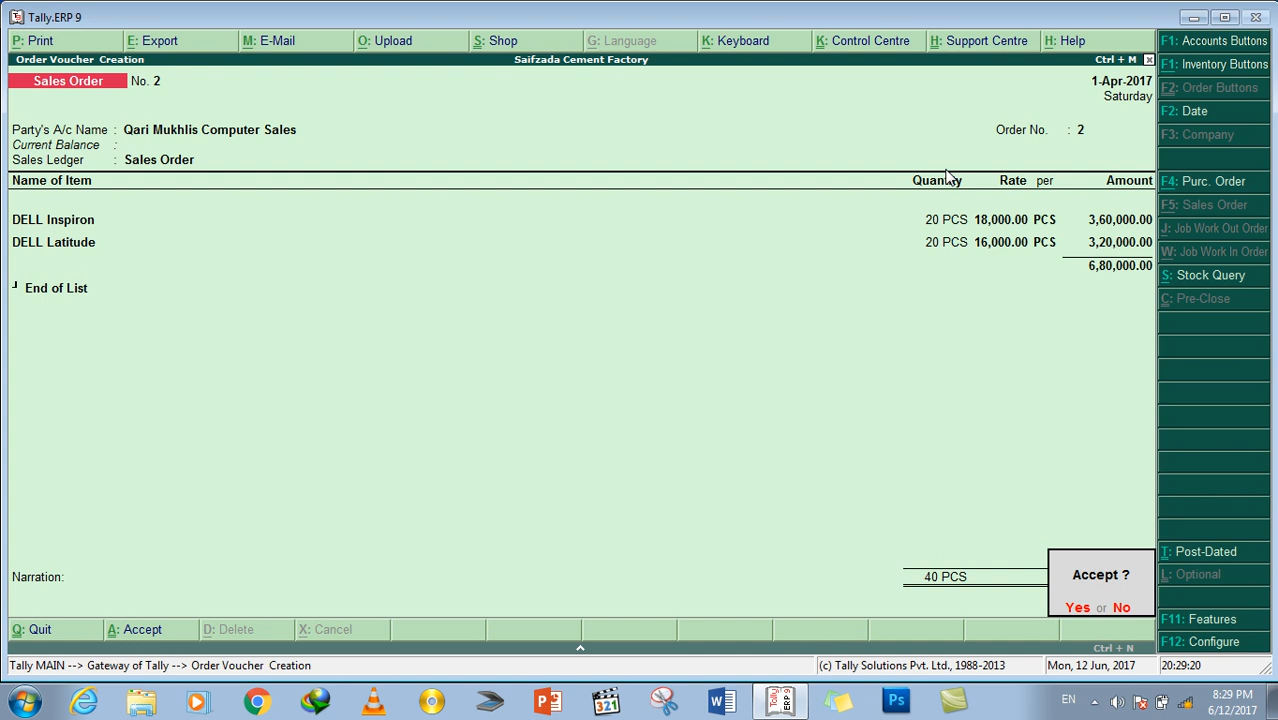 Tally.ERP 9
P: Print E: Export M: E-Mail O: Upload S: Shop G: Language K: Keyboard K: Control Centre H: Support Centre H: Help
F1: Accounts Buttons
Order Voucher Creation Saifzada Cement Factory Ctrl + M
F1: Inventory Buttons
Sales Order No. 2 1-Apr-2017
F2: Order Buttons
Saturday
F2: Date
Party's A/c Name : Qari Mukhlis Computer Sales Order No. : 2
F3: Company
Current Balance :
Sales Ledger : Sales Order
Name of Item Quantity Rate per Amount
F4: Purc. Order
F5: Sales Order
DELL Inspiron 20 PCS 18,000.00 PCS 3,60,000.00
J: Job Work Out Order
DELL Latitude 20 PCS 16,000.00 PCS 3,20,000.00
W: Job Work In Order
6,80,000.00
S: Stock Query
End of List
C: Pre-Close
T: Post-Dated
Narration: 40 PCS
Accept ?
L: Optional
Yes or No
F11: Features
Q: Quit A: Accept D: Delete X: Cancel
F12: Configure
Ctrl + N
Tally MAIN --> Gateway of Tally --> Order Voucher Creation (c) Tally Solutions Pvt. Ltd., 1988-2013 Mon, 12 Jun, 2017 20:29:20
321
W
Tally ERP 9
Ps
EN
8:29 PM
6/12/2017